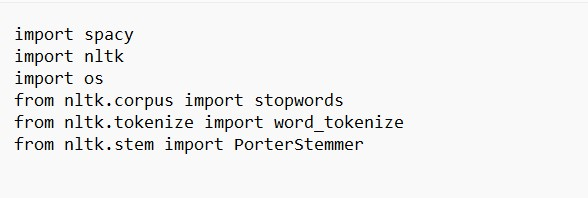 import spacy
import nltk
import os
from nltk.corpus import stopwords
from nltk.tokenize import word_tokenize
from nltk.stem import PorterStemmer